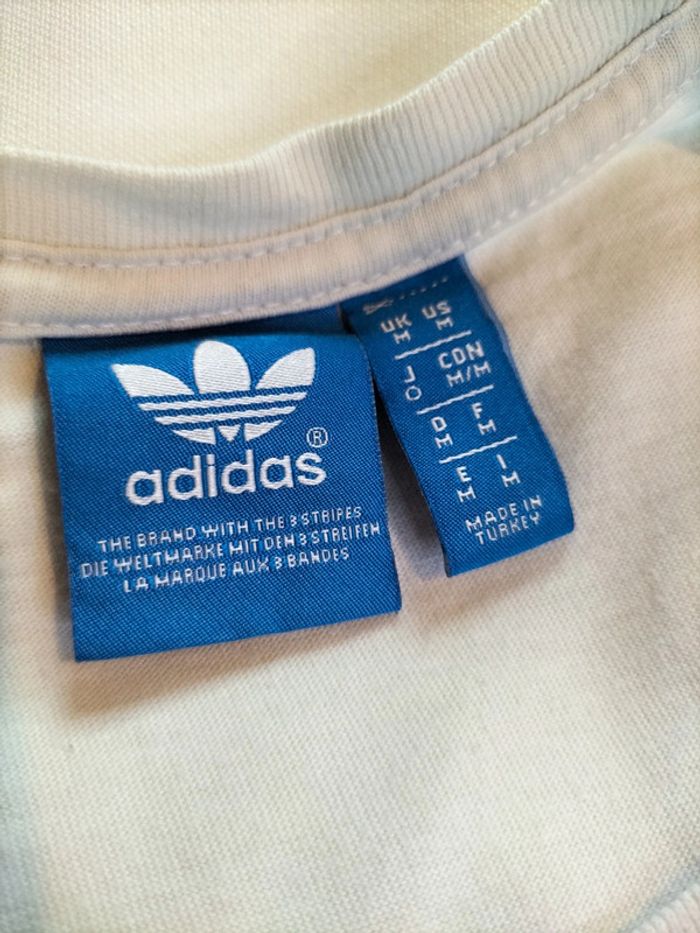 adidas®
THE BRAND WITH THE 3 STRIPES
DIE WELTMARKE MIT DEN 3 STREIFEN
LA MARQUE AUX 3 BANDES
UK US
M M
J CDN
O M/M
D F
M M
E I
M M
MADE IN
TURKEY